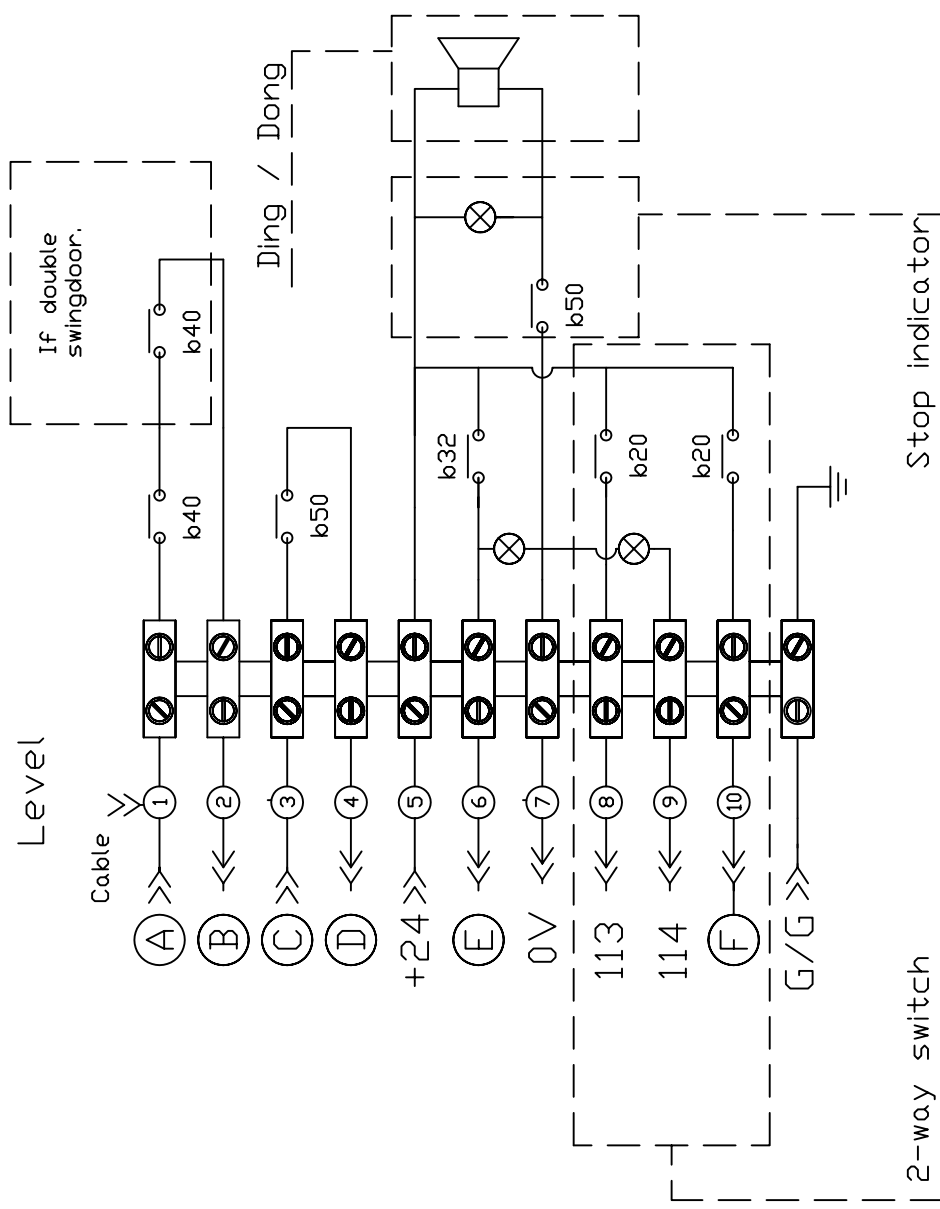 Level
Cable
If double
swingdoor.
Ding / Dong
b40
b40
b50
b32
b50
b20
b20
A
1
B
2
C
3
D
4
+24
5
E
6
0V
7
113
8
114
9
F
10
G/G
2-way switch
Stop indicator